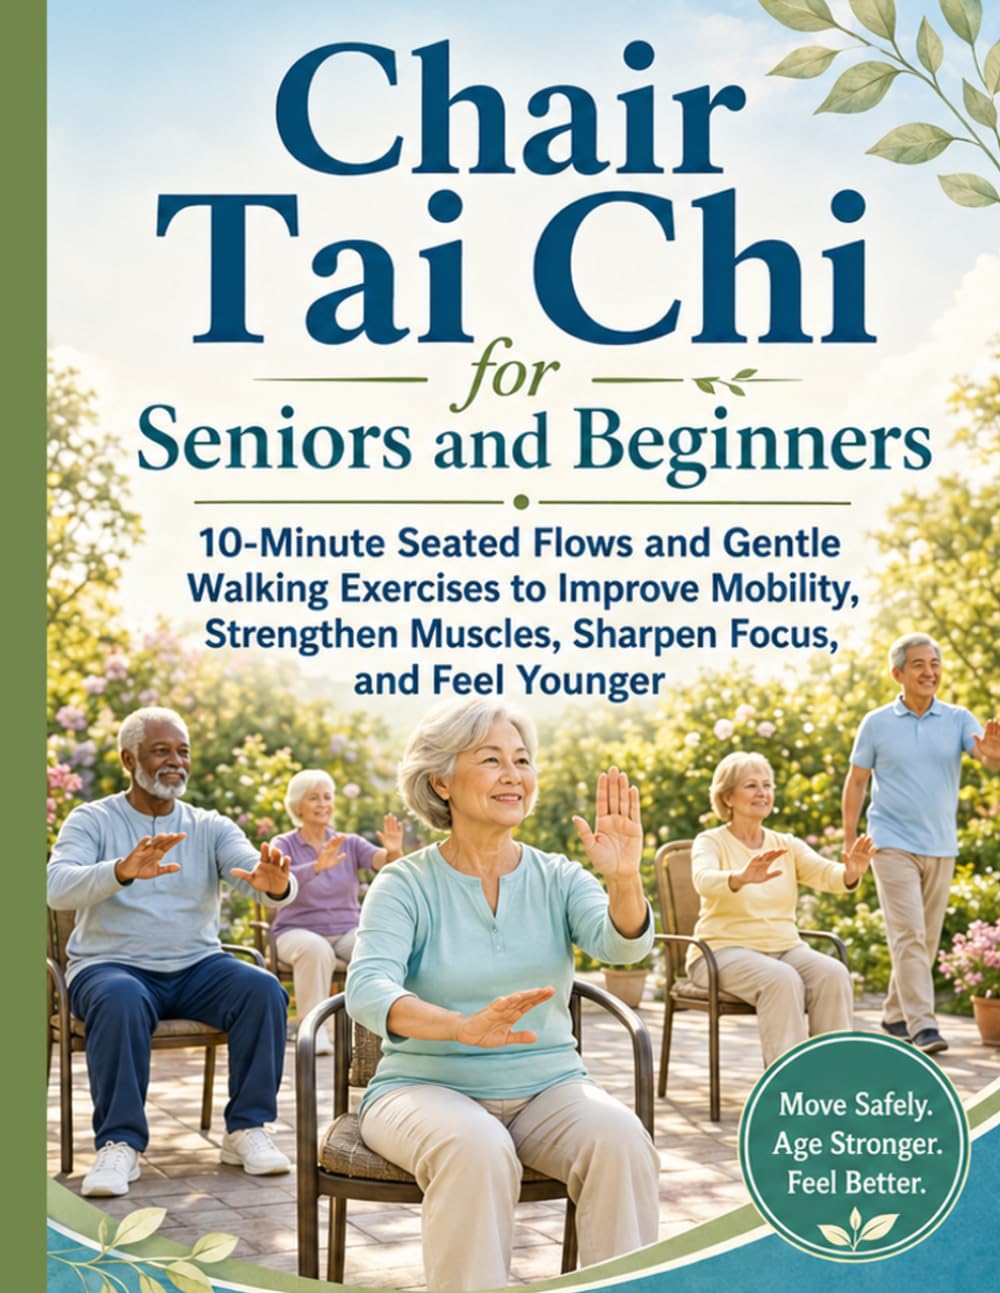 Chair
Tai Chi
for
Seniors and Beginners
10-Minute Seated Flows and Gentle
Walking Exercises to Improve Mobility,
Strengthen Muscles, Sharpen Focus,
and Feel Younger
Move Safely.
Age Stronger.
Feel Better.